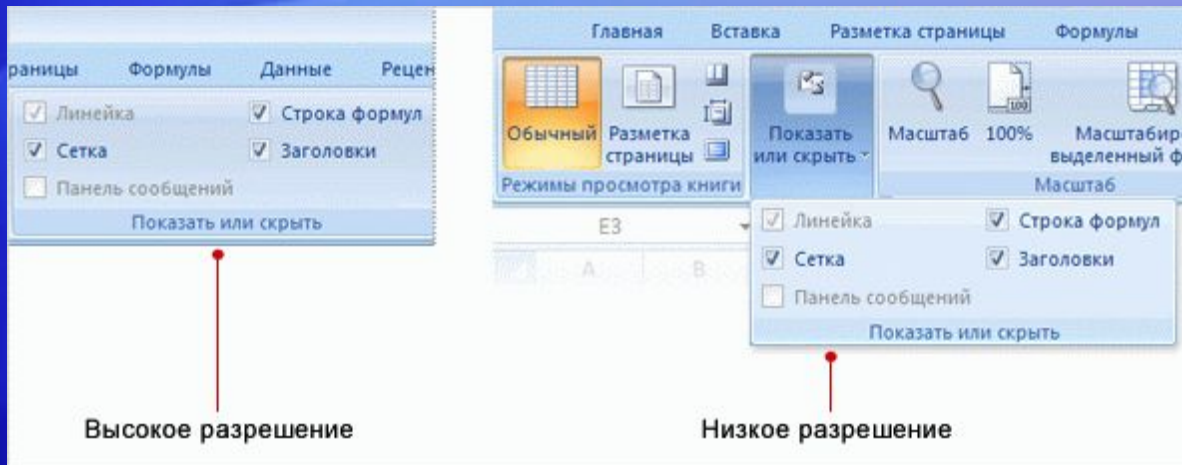 раницы Формулы Данные Рецен
Линейка Строка формул
Сетка Заголовки
Панель сообщений
Показать или скрыть
Высокое разрешение
Главная Вставка Разметка страницы Формулы
Обычный Разметка страницы Показать или скрыть Масштаб 100% Масштабир выделенный ф
Режимы просмотра книги Масштаб
E3
A B
Линейка Строка формул
Сетка Заголовки
Панель сообщений
Показать или скрыть
Низкое разрешение